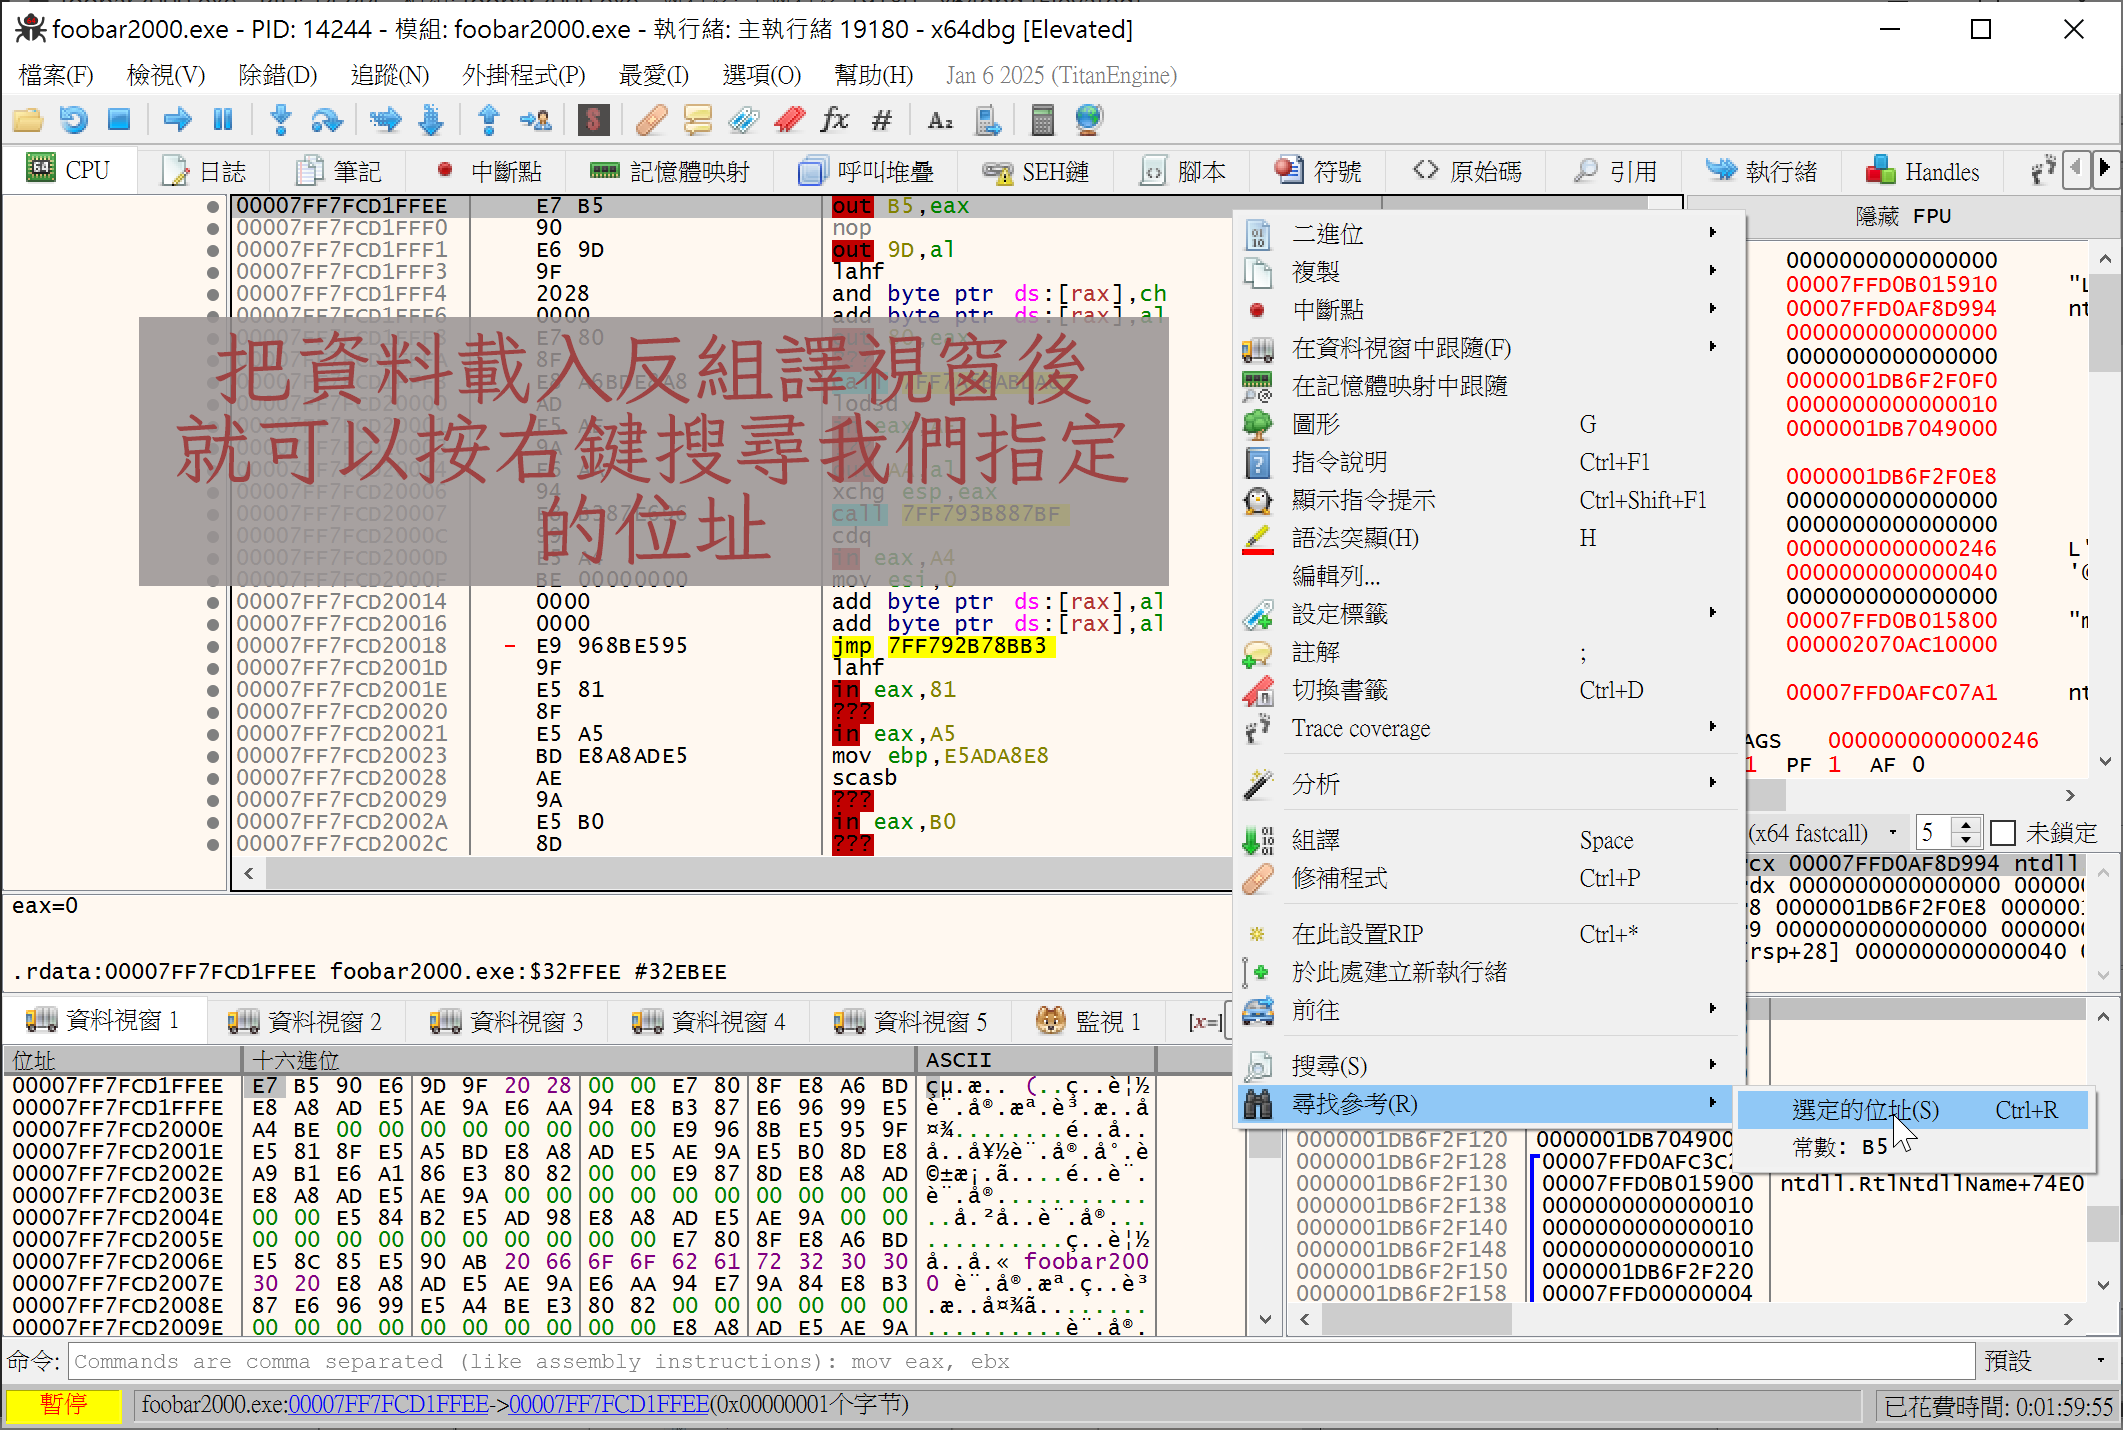 foobar2000.exe - PID: 14244 - 模組: foobar2000.exe - 執行緒: 主執行緒 19180 - x64dbg [Elevated]
檔案(F) 檢視(V) 除錯(D) 追蹤(N) 外掛程式(P) 最愛(I) 選項(O) 幫助(H) Jan 6 2025 (TitanEngine)
CPU 日誌 筆記 中斷點 記憶體映射 呼叫堆疊 SEH鏈 腳本 符號 原始碼 引用 執行緒 Handles
00007FF7FCD1FFEE E7 B5 out B5,eax
00007FF7FCD1FFF0 90 nop
00007FF7FCD1FFF1 E6 9D out 9D,al
00007FF7FCD1FFF3 9F lahf
00007FF7FCD1FFF4 2028 and byte ptr ds:[rax],ch
00007FF7FCD1FFF6 0000 add byte ptr ds:[rax],al
把資料載入反組譯視窗後
就可以按右鍵搜尋我們指定
的位址
00007FF7FCD20014 0000 add byte ptr ds:[rax],al
00007FF7FCD20016 0000 add byte ptr ds:[rax],al
00007FF7FCD20018 - E9 968BE595 jmp 7FF792B78BB3
00007FF7FCD2001D 9F lahf
00007FF7FCD2001E E5 81 in eax,81
00007FF7FCD20020 8F ???
00007FF7FCD20021 E5 A5 in eax,A5
00007FF7FCD20023 BD E8A8ADE5 mov ebp,E5ADA8E8
00007FF7FCD20028 AE scasb
00007FF7FCD20029 9A ???
00007FF7FCD2002A E5 B0 in eax,B0
00007FF7FCD2002C 8D ???
二進位
複製
中斷點
在資料視窗中跟隨(F)
在記憶體映射中跟隨
圖形 G
指令說明 Ctrl+F1
顯示指令提示 Ctrl+Shift+F1
語法突顯(H) H
編輯列...
設定標籤
註解 ;
切換書籤 Ctrl+D
Trace coverage
分析
組譯 Space
修補程式 Ctrl+P
在此設置RIP Ctrl+*
於此處建立新執行緒
前往
搜尋(S)
尋找參考(R)
選定的位址(S) Ctrl+R
常數: B5
隱藏 FPU
0000000000000000
00007FFD0B015910 "L
00007FFD0AF8D994 nt
0000000000000000
0000000000000000
0000001DB6F2F0F0
0000000000000010
0000001DB7049000
0000001DB6F2F0E8
0000000000000000
0000000000000000
0000000000000246 L'
0000000000000040 '@
0000000000000000
00007FFD0B015800 "m
000002070AC10000
00007FFD0AFC07A1 nt
AGS 0000000000000246
1 PF 1 AF 0
(x64 fastcall) 5 未鎖定
rcx 00007FFD0AF8D994 ntdll
dx 0000000000000000 000000
8 0000001DB6F2F0E8 0000001
9 0000000000000000 000000
[rsp+28] 0000000000000040
eax=0
.rdata:00007FF7FCD1FFEE foobar2000.exe:$32FFEE #32EBEE
資料視窗 1 資料視窗 2 資料視窗 3 資料視窗 4 資料視窗 5 監視 1 [x=]
位址 十六進位 ASCII
00007FF7FCD1FFEE E7 B5 90 E6 9D 9F 20 28 00 00 E7 80 8F E8 A6 BD çµ.æ.. (..ç..è¦½
00007FF7FCD1FFFE E8 A8 AD E5 AE 9A E6 AA 94 E8 B3 87 E6 96 99 E5 è¨.å®.æª.è³.æ..å
00007FF7FCD2000E A4 BE 00 00 00 00 00 00 00 00 E9 96 8B E5 95 9F ¤¾........é..å..
00007FF7FCD2001E E5 81 8F E5 A5 BD E8 A8 AD E5 AE 9A E5 B0 8D E8 å..å¥½è¨.å®.å°.è
00007FF7FCD2002E A9 B1 E6 A1 86 E3 80 82 00 00 E9 87 8D E8 A8 AD ©±æ¡.ã....é..è¨.
00007FF7FCD2003E E8 A8 AD E5 AE 9A 00 00 00 00 00 00 00 00 00 00 è¨.å®...........
00007FF7FCD2004E 00 00 E5 84 B2 E5 AD 98 E8 A8 AD E5 AE 9A 00 00 ..å.²å..è¨.å®...
00007FF7FCD2005E 00 00 00 00 00 00 00 00 00 00 E7 80 8F E8 A6 BD ..........ç..è¦½
00007FF7FCD2006E E5 8C 85 E5 90 AB 20 66 6F 6F 62 61 72 32 30 30 å..å.« foobar200
00007FF7FCD2007E 30 20 E8 A8 AD E5 AE 9A E6 AA 94 E7 9A 84 E8 B3 0 è¨.å®.æª.ç..è³
00007FF7FCD2008E 87 E6 96 99 E5 A4 BE E3 80 82 00 00 00 00 00 00 .æ..å¤¾ã........
00007FF7FCD2009E 00 00 00 00 00 00 00 00 00 00 E8 A8 AD E5 AE 9A ..........è¨.å®.
0000001DB6F2F120 0000001DB704900
0000001DB6F2F128 00007FFD0AFC3C
0000001DB6F2F130 00007FFD0B015900 ntdll.RtlNtdllName+74E0
0000001DB6F2F138 0000000000000010
0000001DB6F2F140 0000000000000010
0000001DB6F2F148 0000000000000010
0000001DB6F2F150 0000001DB6F2F220
0000001DB6F2F158 00007FFD00000004
命令: Commands are comma separated (like assembly instructions): mov eax, ebx 預設
暫停 foobar2000.exe:00007FF7FCD1FFEE->00007FF7FCD1FFEE(0x00000001个字节) 已花費時間: 0:01:59:55